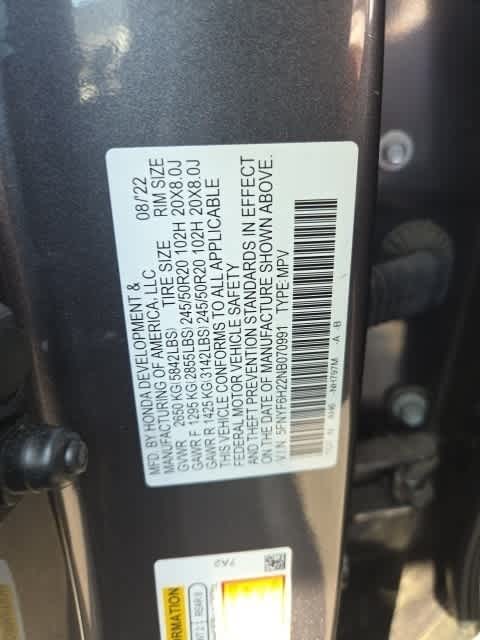 MFD. BY HONDA DEVELOPMENT & 08/'22
MANUFACTURING OF AMERICA, LLC
TIRE SIZE RIM SIZE
GVWR 2650 KG(5842LBS)
GAWR F 1295 KG(2855LBS) 245/50R20 102H 20X8.0J
GAWR R 1425 KG(3142LBS) 245/50R20 102H 20X8.0J
THIS VEHICLE CONFORMS TO ALL APPLICABLE
FEDERAL MOTOR VEHICLE SAFETY
AND THEFT PREVENTION STANDARDS IN EFFECT
ON THE DATE OF MANUFACTURE SHOWN ABOVE.
V.I.N. 5FNYF6H22NB070991 TYPE:MPV
NH797M -A -B
INFORMATION
REAR